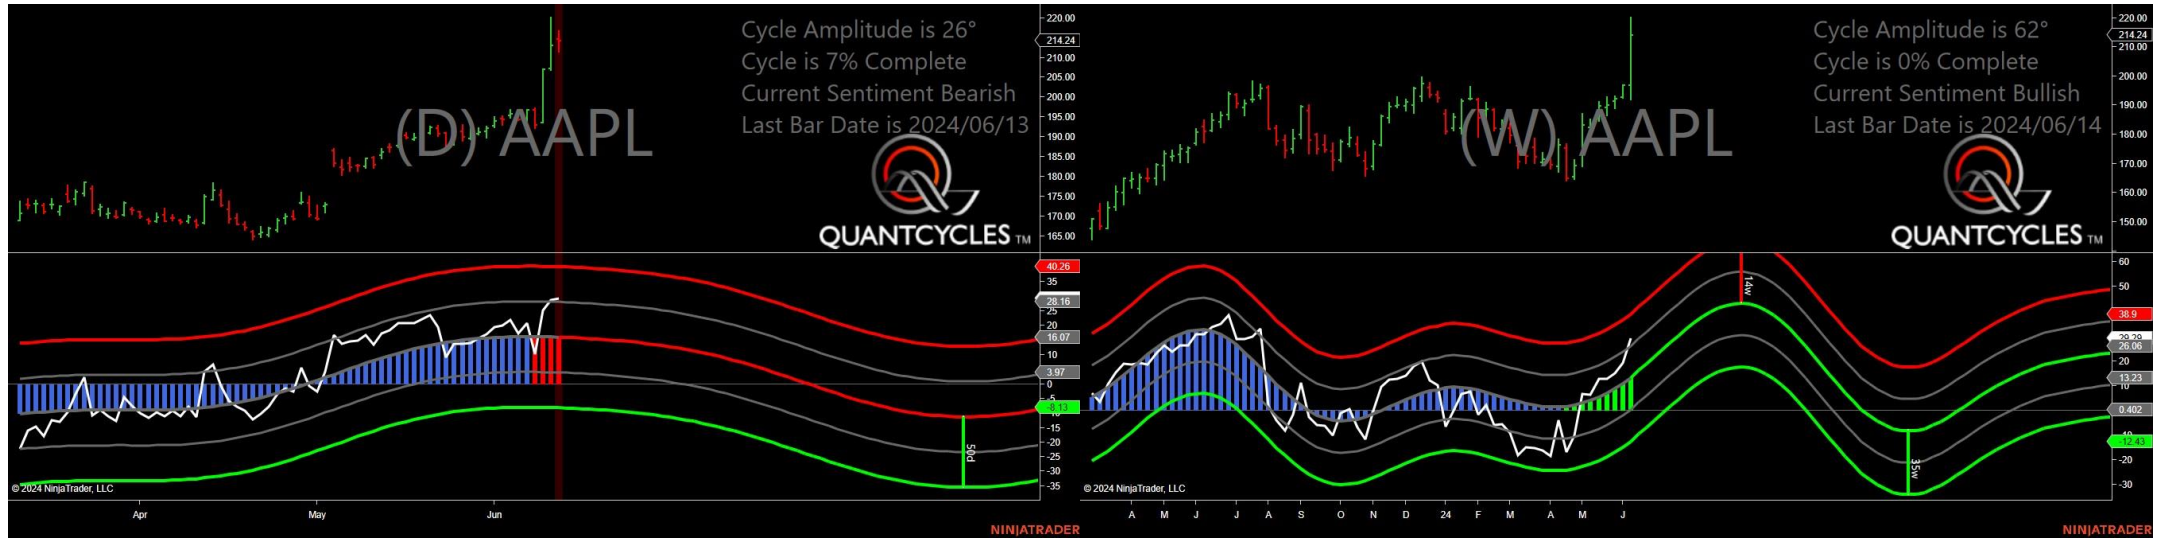 Cycle Amplitude is 26°
Cycle is 7% Complete
Current Sentiment Bearish
Last Bar Date is 2024/06/13
(D) AAPL
QUANTCYCLES TM
220.00
214.24
210.00
205.00
200.00
195.00
190.00
185.00
180.00
175.00
170.00
165.00
40.26
35
28.16
25
20
16.07
10
3.97
0
-5
-8.13
-15
-20
-25
-30
-35
50d
© 2024 NinjaTrader, LLC
Apr May Jun
NINJATRADER
Cycle Amplitude is 62°
Cycle is 0% Complete
Current Sentiment Bullish
Last Bar Date is 2024/06/14
(W) AAPL
QUANTCYCLES TM
220.00
214.24
210.00
200.00
190.00
180.00
170.00
160.00
150.00
60
50
38.9
26.06
20
13.23
10
0.402
-12.43
-20
-30
14w
35w
© 2024 NinjaTrader, LLC
A M J J A S O N D 24 F M A M J
NINJATRADER